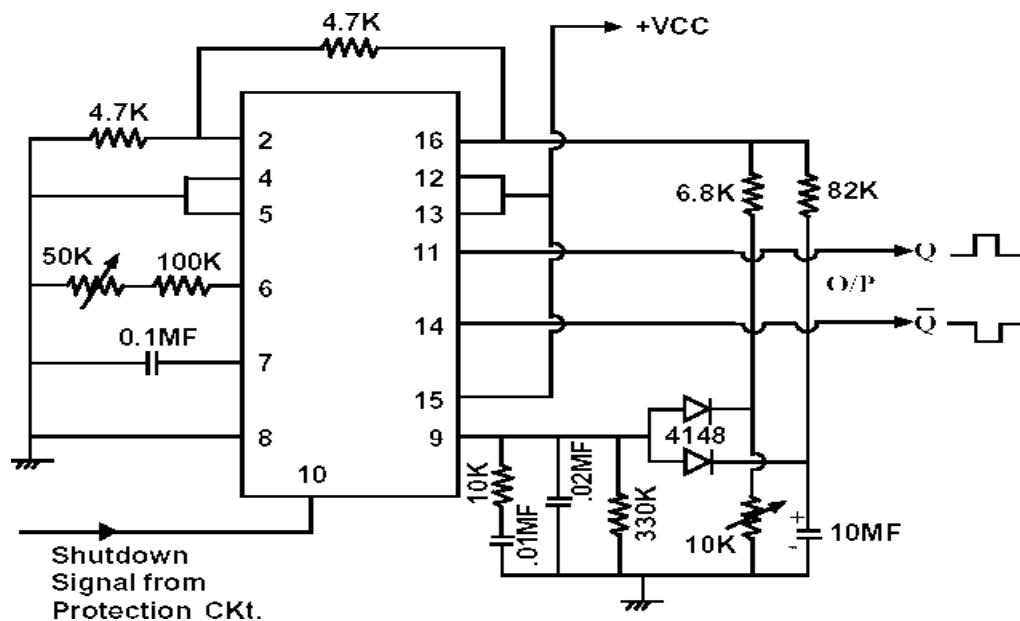 4.7K
+VCC
4.7K
2
16
4
12
6.8K
82K
5
13
50K
100K
11
Q
6
O/P
0.1MF
14
Q̅
7
15
8
9
4148
10
10K
.01MF
.02MF
330K
10K
+
-
10MF
Shutdown
Signal from
Protection CKt.